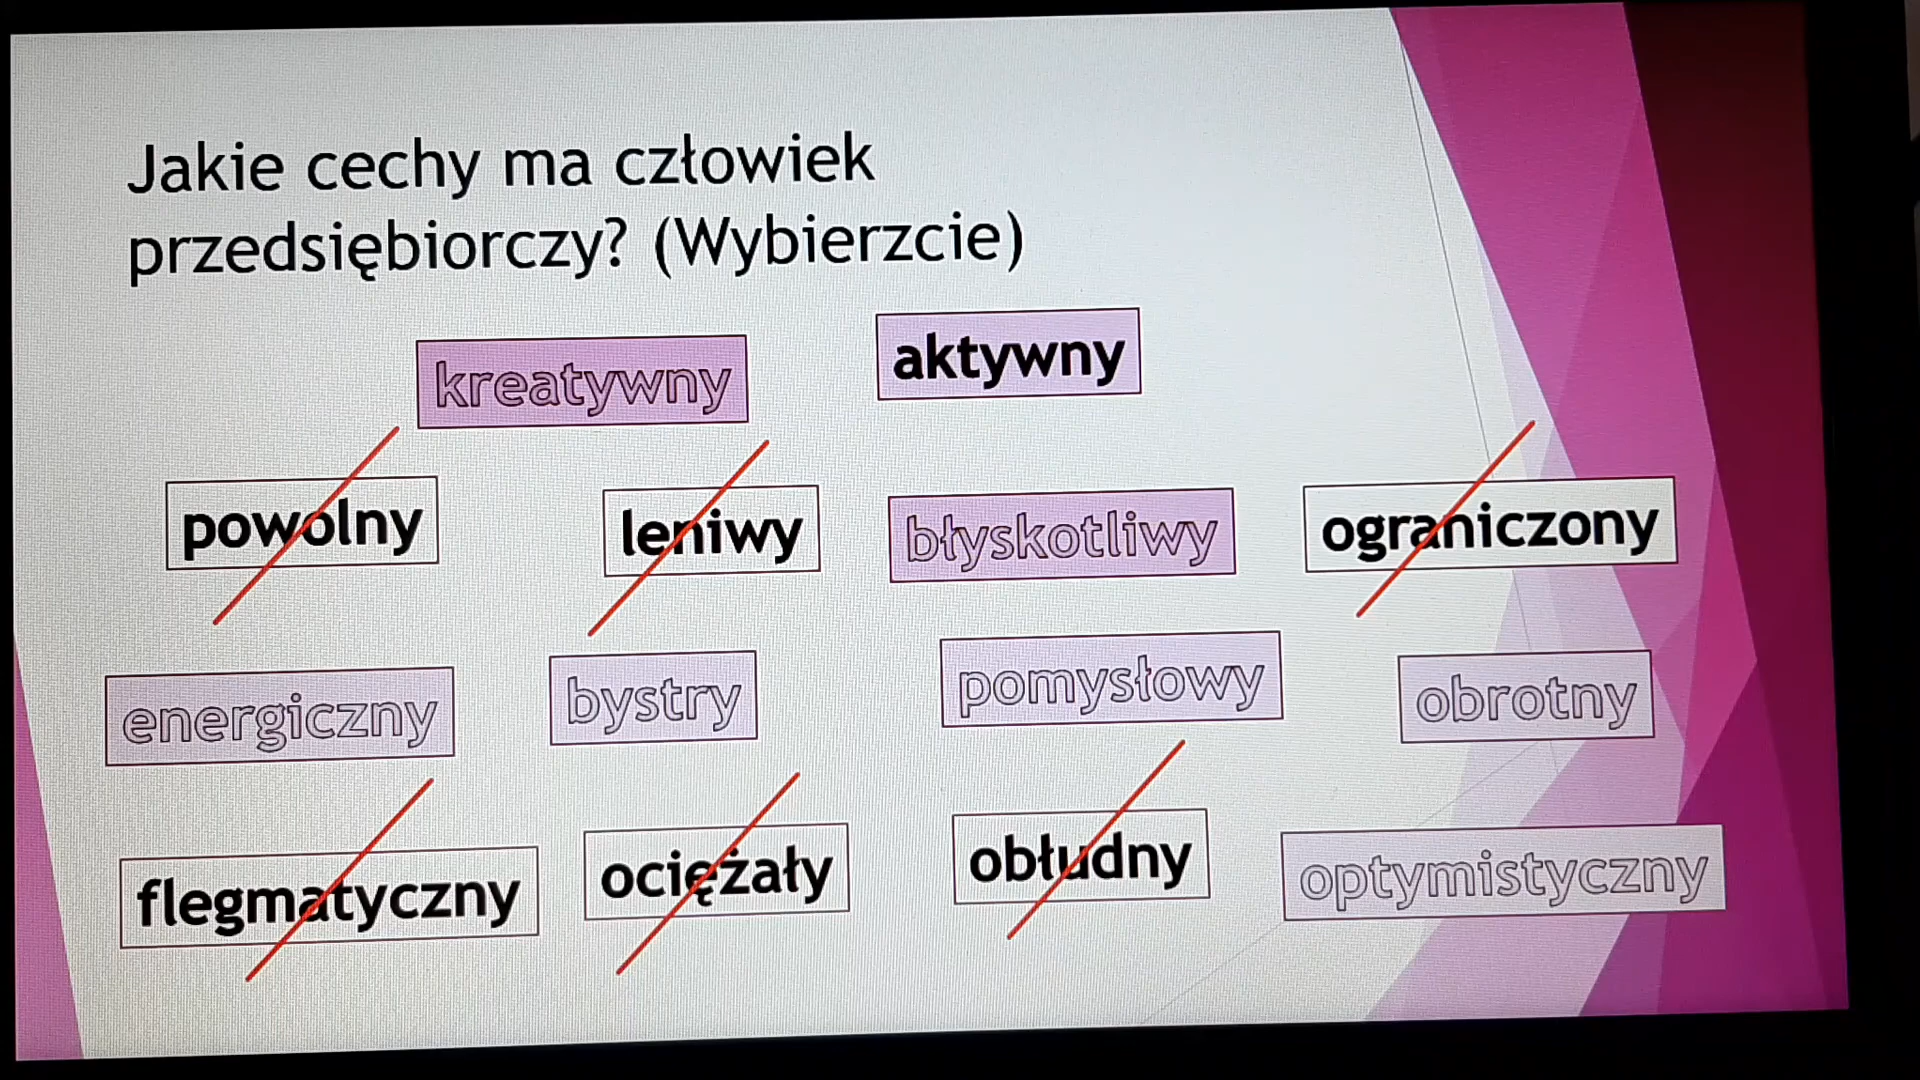 Jakie cechy ma człowiek
przedsiębiorczy? (Wybierzcie)
kreatywny
aktywny
powolny
leniwy
błyskotliwy
ograniczony
energiczny
bystry
pomysłowy
obrotny
flegmatyczny
ociężały
obłudny
optymistyczny